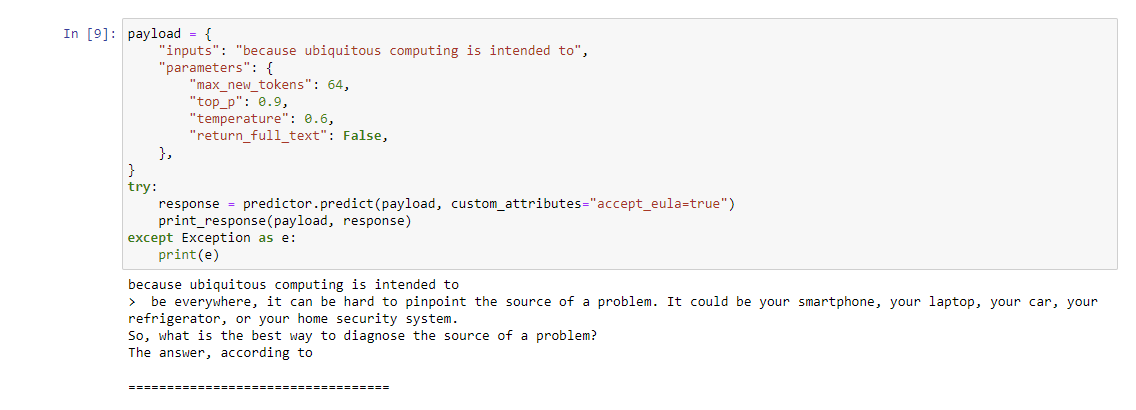 In [9]: payload = {
    "inputs": "because ubiquitous computing is intended to",
    "parameters": {
        "max_new_tokens": 64,
        "top_p": 0.9,
        "temperature": 0.6,
        "return_full_text": False,
    },
}
try:
    response = predictor.predict(payload, custom_attributes="accept_eula=true")
    print_response(payload, response)
except Exception as e:
    print(e)
because ubiquitous computing is intended to
>  be everywhere, it can be hard to pinpoint the source of a problem. It could be your smartphone, your laptop, your car, your
refrigerator, or your home security system.
So, what is the best way to diagnose the source of a problem?
The answer, according to
==================================